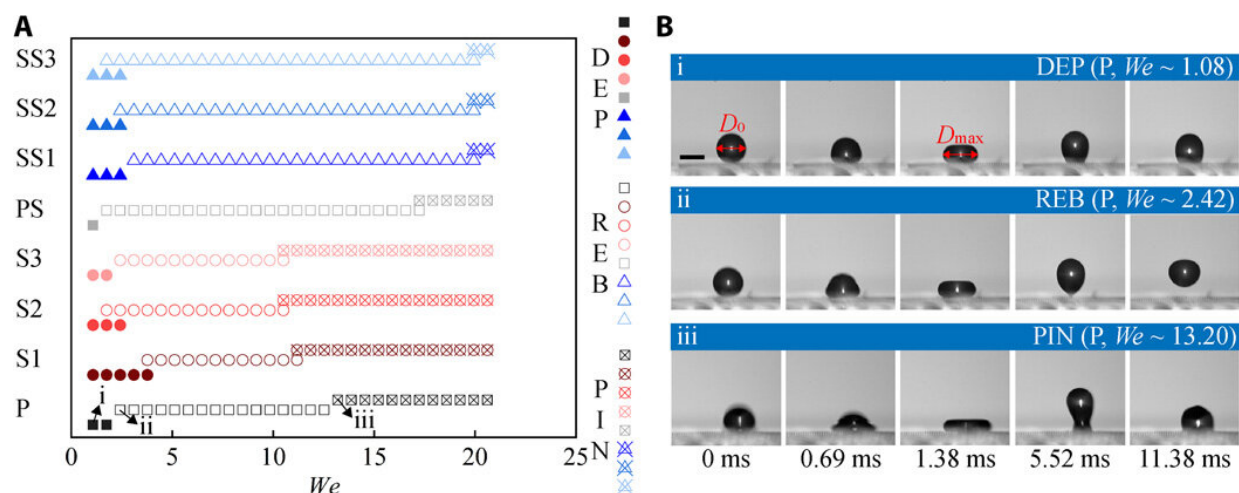 A
SS3
SS2
SS1
PS
S3
S2
S1
P
i
ii
iii
0 5 10 15 20 25
We
D
E
P
R
E
B
P
I
N
B
i DEP (P, We ~ 1.08)
D0
Dmax
ii REB (P, We ~ 2.42)
iii PIN (P, We ~ 13.20)
0 ms 0.69 ms 1.38 ms 5.52 ms 11.38 ms